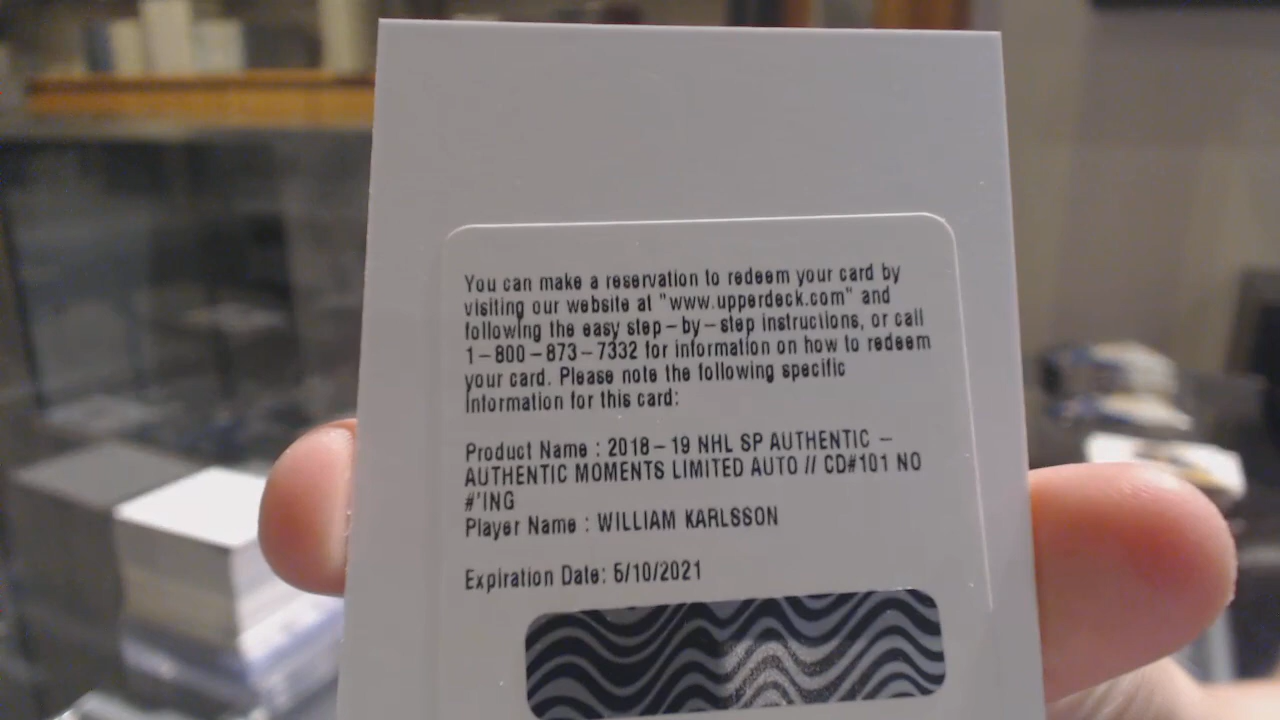 You can make a reservation to redeem your card by
visiting our website at "www.upperdeck.com" and
following the easy step-by-step instructions, or call
1-800-873-7332 for information on how to redeem
your card. Please note the following specific
information for this card:
Product Name : 2018-19 NHL SP AUTHENTIC -
AUTHENTIC MOMENTS LIMITED AUTO // CD#101 NO
#'ING
Player Name : WILLIAM KARLSSON
Expiration Date: 5/10/2021